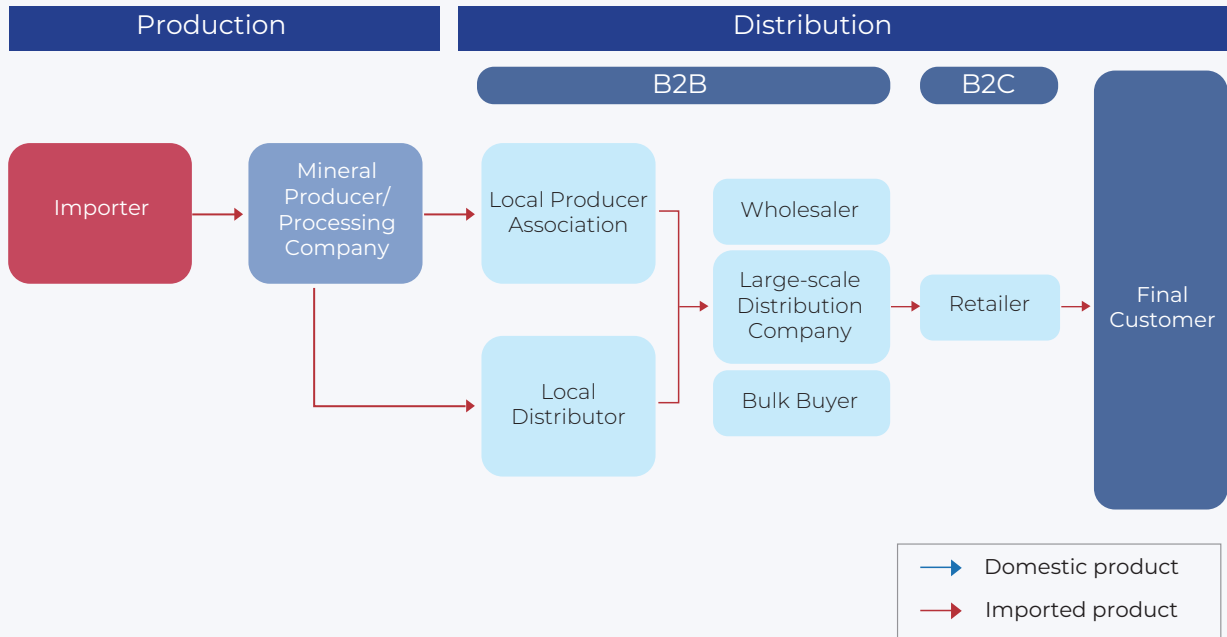 Production
Distribution
B2B
B2C
Importer
Mineral
Producer/
Processing
Company
Local Producer
Association
Local
Distributor
Wholesaler
Large-scale
Distribution
Company
Bulk Buyer
Retailer
Final
Customer
Domestic product
Imported product